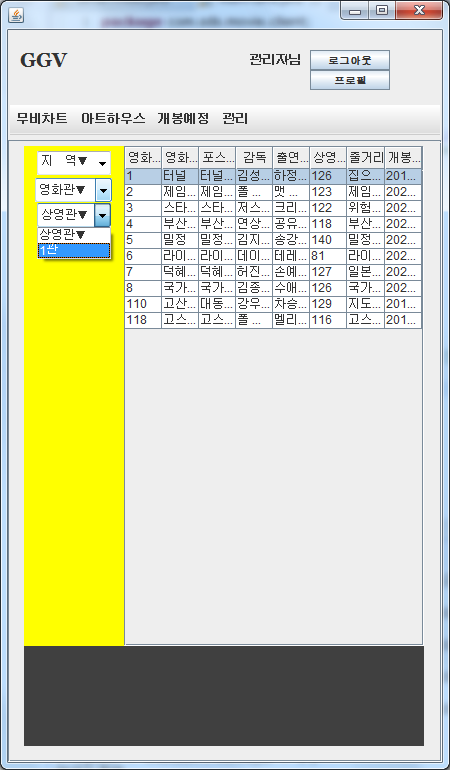 package com.sds.movie.client;
GGV
관리자님
로그아웃
프로필
무비차트 아트하우스 개봉예정 관리
지 역▼
영화관▼
상영관▼
상영관▼
1관
영화... 영화... 포스... 감독 출연... 상영... 줄거리 개봉...
1 터널 터널... 김성... 하정... 126 집으... 201...
2 제임... 제임... 폴 ... 맷 ... 123 제임... 202...
3 스타... 스타... 저스... 크리... 122 위험... 202...
4 부산... 부산... 연상... 공유... 118 부산... 202...
5 밀정 밀정... 김지... 송강... 140 밀정... 202...
6 라이... 라이... 데이... 테레... 81 라이... 202...
7 덕혜... 덕혜... 허진... 손예... 127 일본... 202...
8 국가... 국가... 김종... 수애... 126 국가... 202...
110 고산... 대동... 강우... 차승... 129 지도... 201...
118 고스... 고스... 폴 ... 멜리... 116 고스... 201...